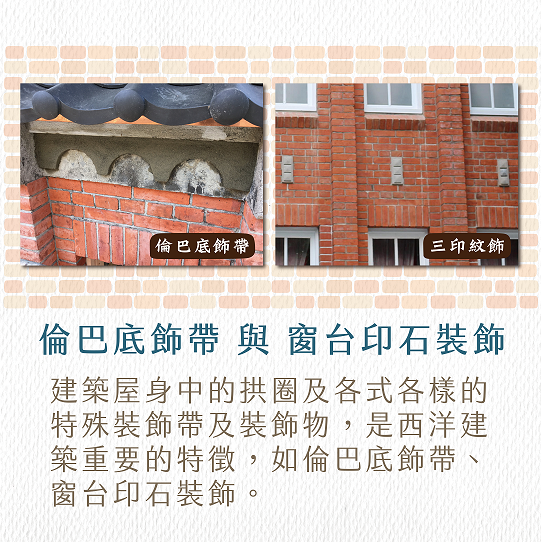 倫巴底飾帶
三印紋飾
倫巴底飾帶 與 窗台印石裝飾
建築屋身中的拱圈及各式各樣的
特殊裝飾帶及裝飾物，是西洋建
築重要的特徵，如倫巴底飾帶、
窗台印石裝飾。